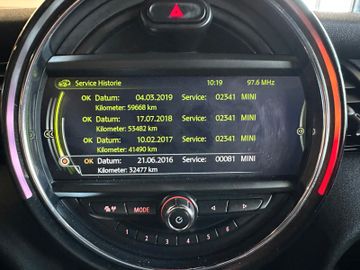 Service Historie 10:19 97.6 MHz
OK Datum: 04.03.2019 Service: 02341 MINI
Kilometer: 59668 km
OK Datum: 17.07.2018 Service: 02341 MINI
Kilometer: 53482 km
OK Datum: 10.02.2017 Service: 02341 MINI
Kilometer: 41490 km
OK Datum: 21.06.2016 Service: 00081 MINI
Kilometer: 32477 km
MODE
1 2 3 4 5 6